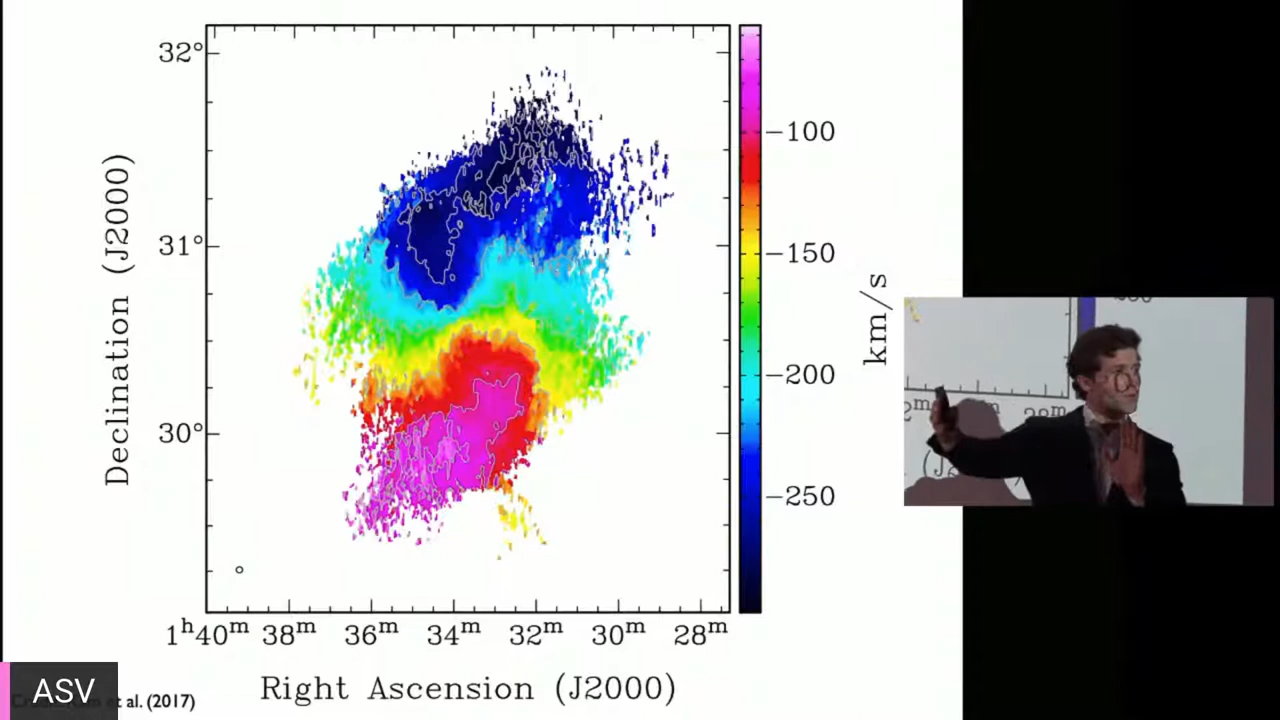 32°
31°
30°
Declination (J2000)
1ʰ40ᵐ 38ᵐ 36ᵐ 34ᵐ 32ᵐ 30ᵐ 28ᵐ
Right Ascension (J2000)
−100
−150
−200
−250
km/s
28ᵐ
ASV
et al. (2017)